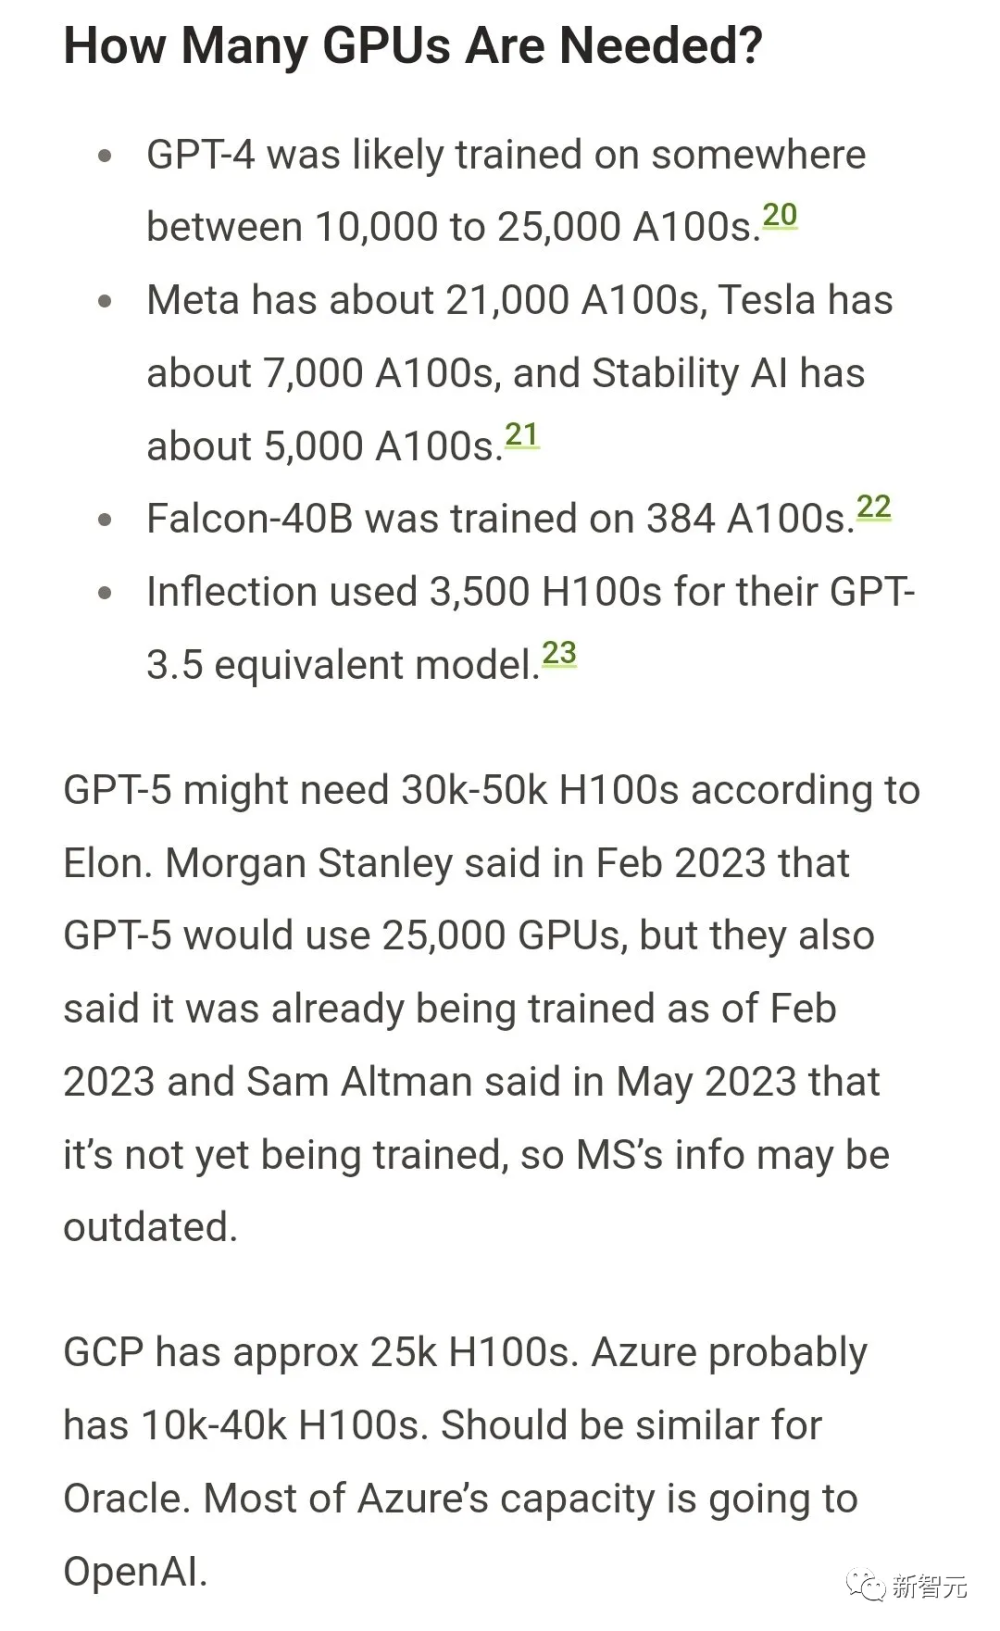 How Many GPUs Are Needed?
• GPT-4 was likely trained on somewhere
between 10,000 to 25,000 A100s.20
• Meta has about 21,000 A100s, Tesla has
about 7,000 A100s, and Stability AI has
about 5,000 A100s.21
• Falcon-40B was trained on 384 A100s.22
• Inflection used 3,500 H100s for their GPT-
3.5 equivalent model.23
GPT-5 might need 30k-50k H100s according to
Elon. Morgan Stanley said in Feb 2023 that
GPT-5 would use 25,000 GPUs, but they also
said it was already being trained as of Feb
2023 and Sam Altman said in May 2023 that
it’s not yet being trained, so MS’s info may be
outdated.
GCP has approx 25k H100s. Azure probably
has 10k-40k H100s. Should be similar for
Oracle. Most of Azure’s capacity is going to
OpenAI.
新智元